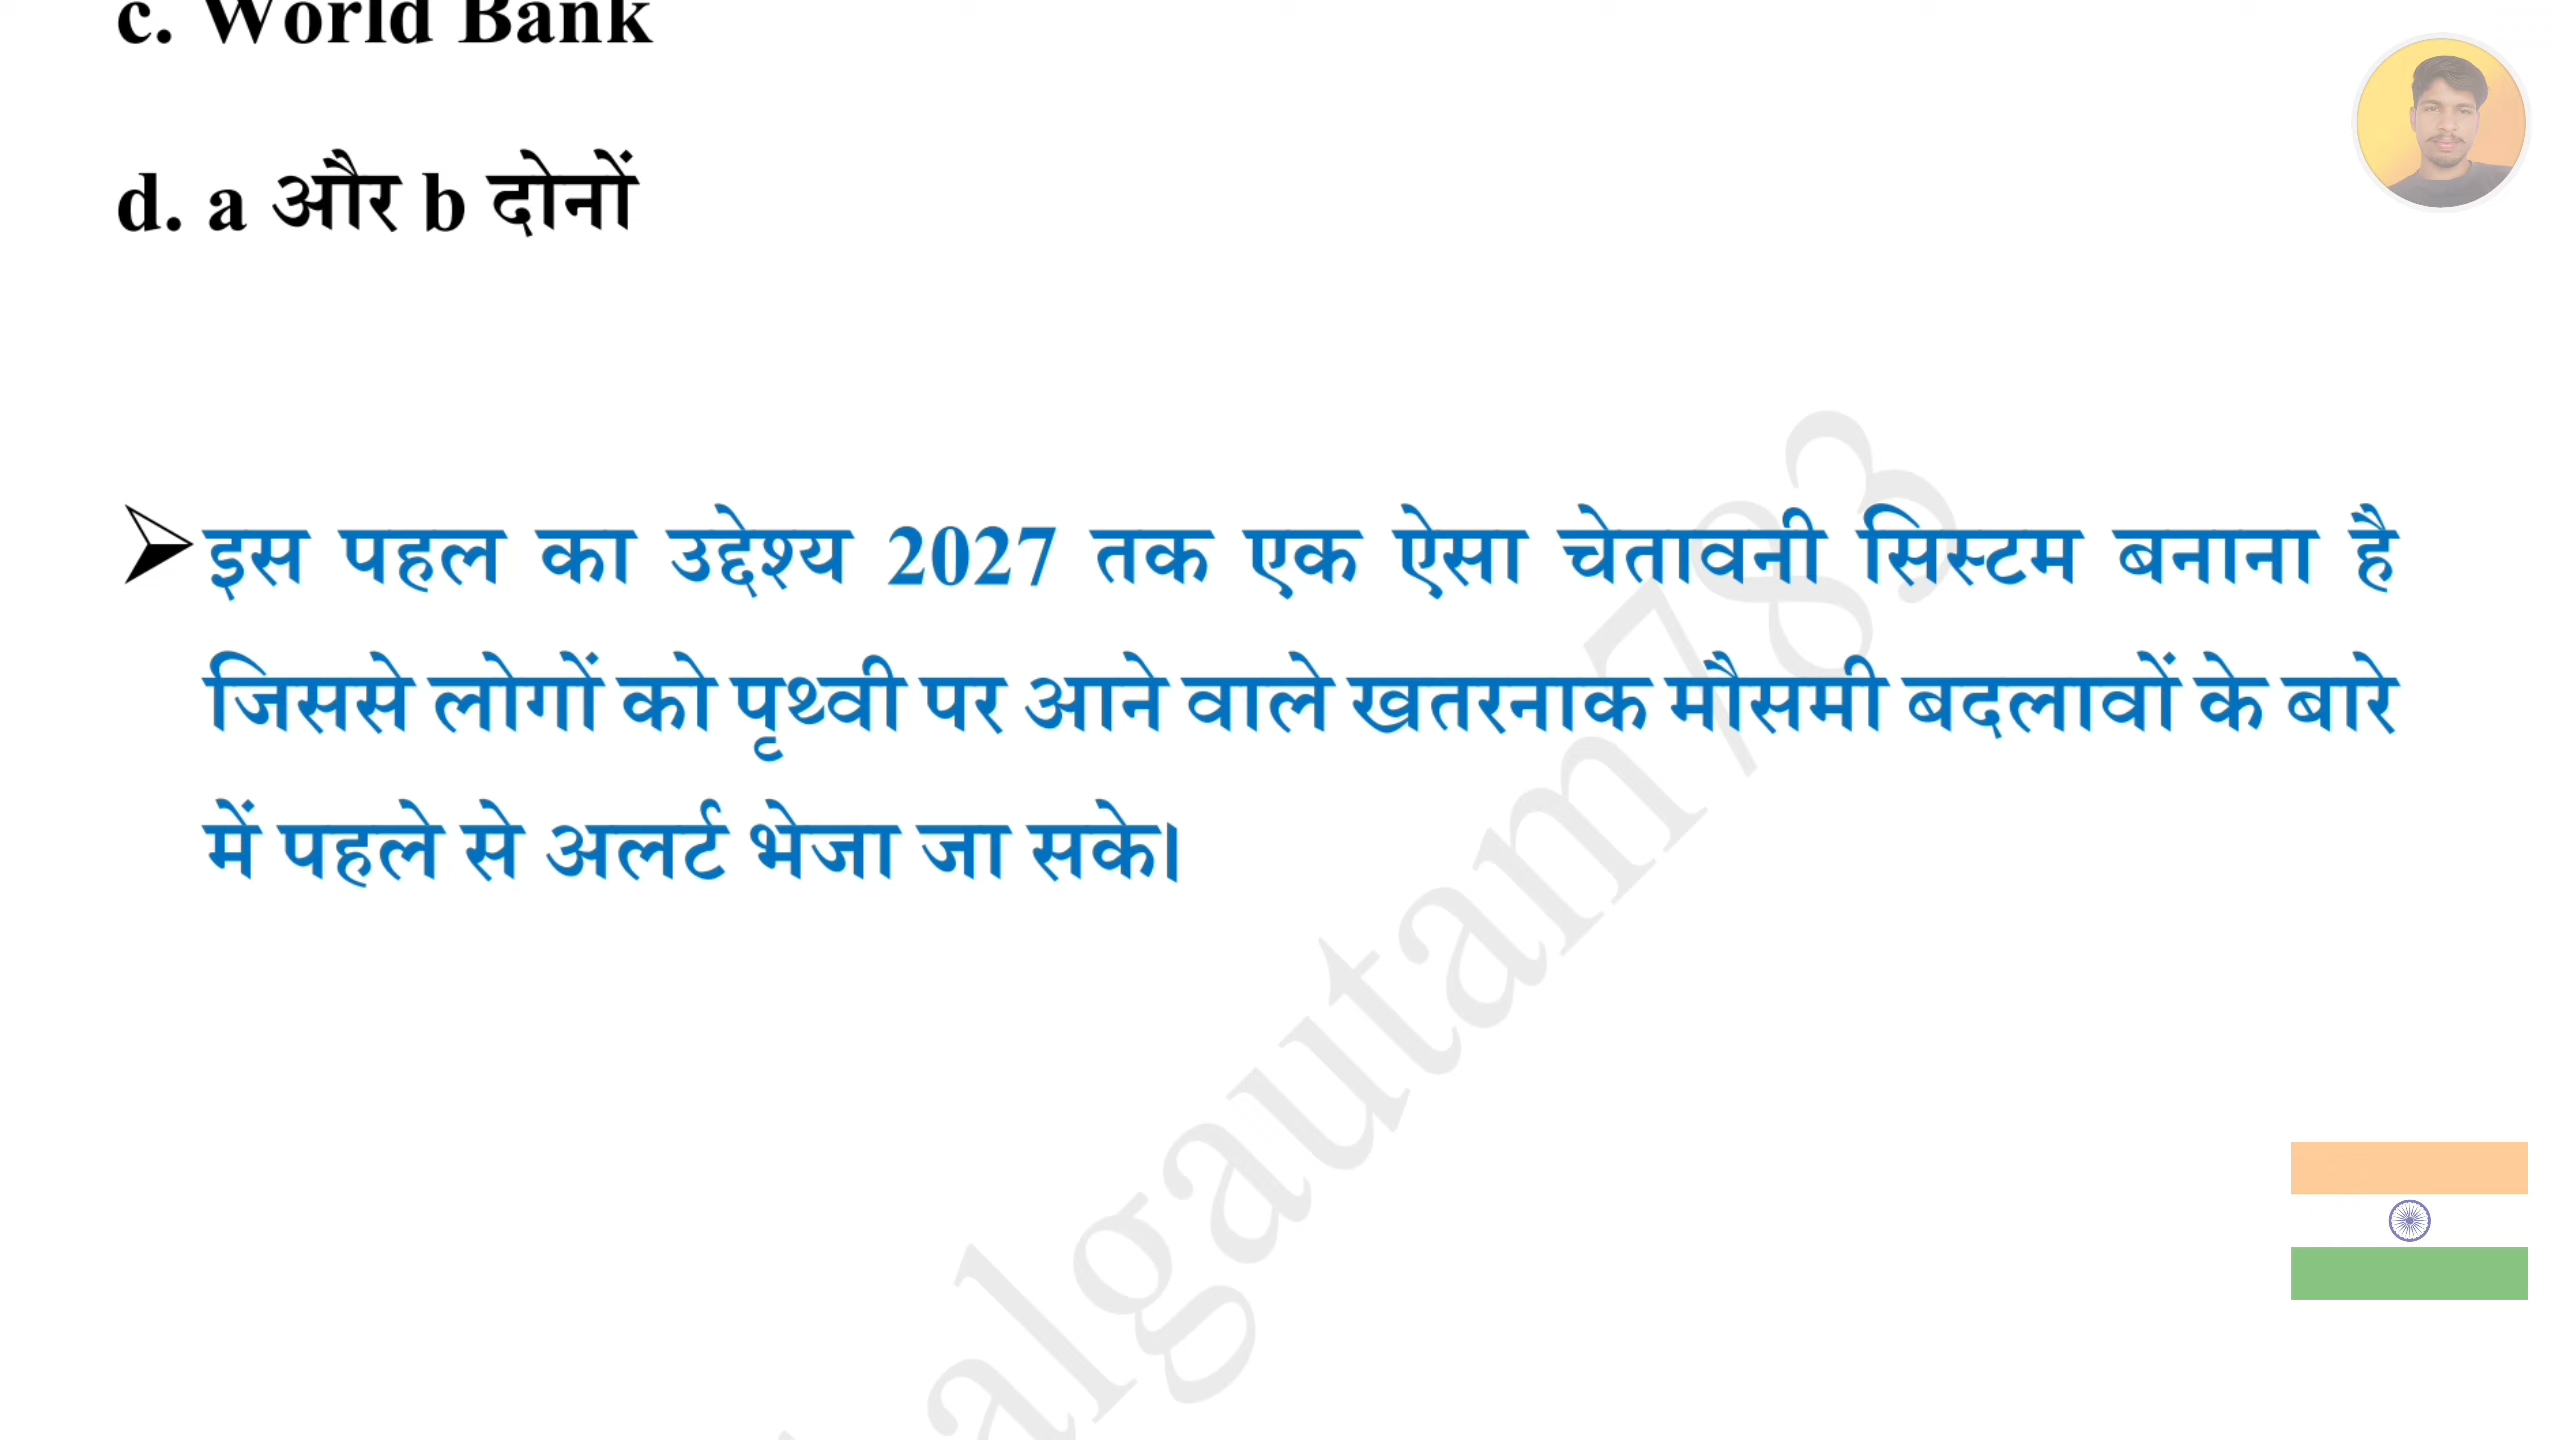 c. World Bank
d. a और b दोनों
इस पहल का उद्देश्य 2027 तक एक ऐसा चेतावनी सिस्टम बनाना है
जिससे लोगों को पृथ्वी पर आने वाले खतरनाक मौसमी बदलावों के बारे
में पहले से अलर्ट भेजा जा सके।
algautam783